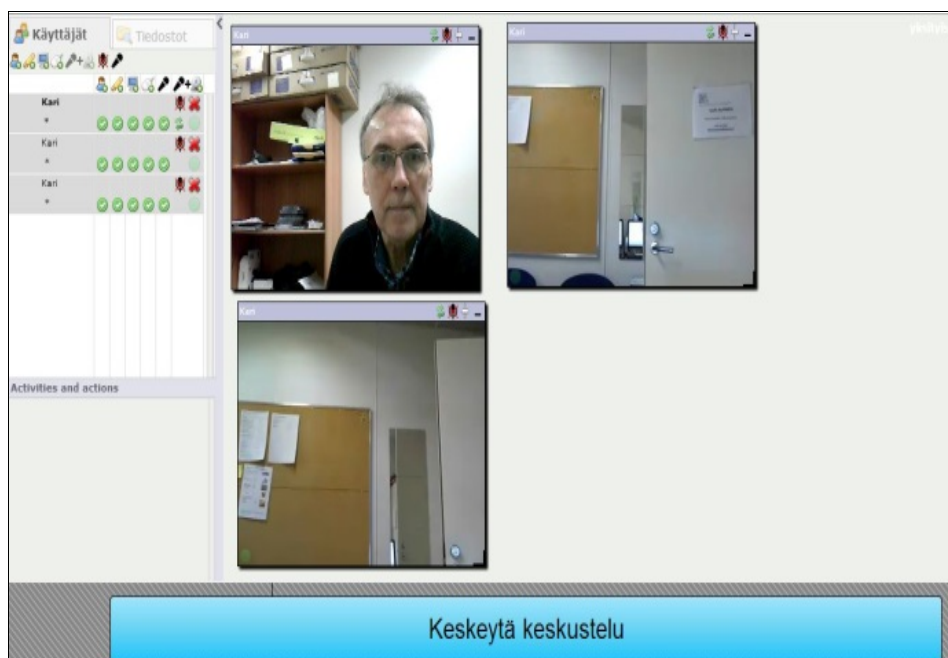 Käyttäjät
Tiedostot
Kari
*
Kari
*
Kari
*
Activities and actions
Kari
Kari
Kari
Keskeytä keskustelu